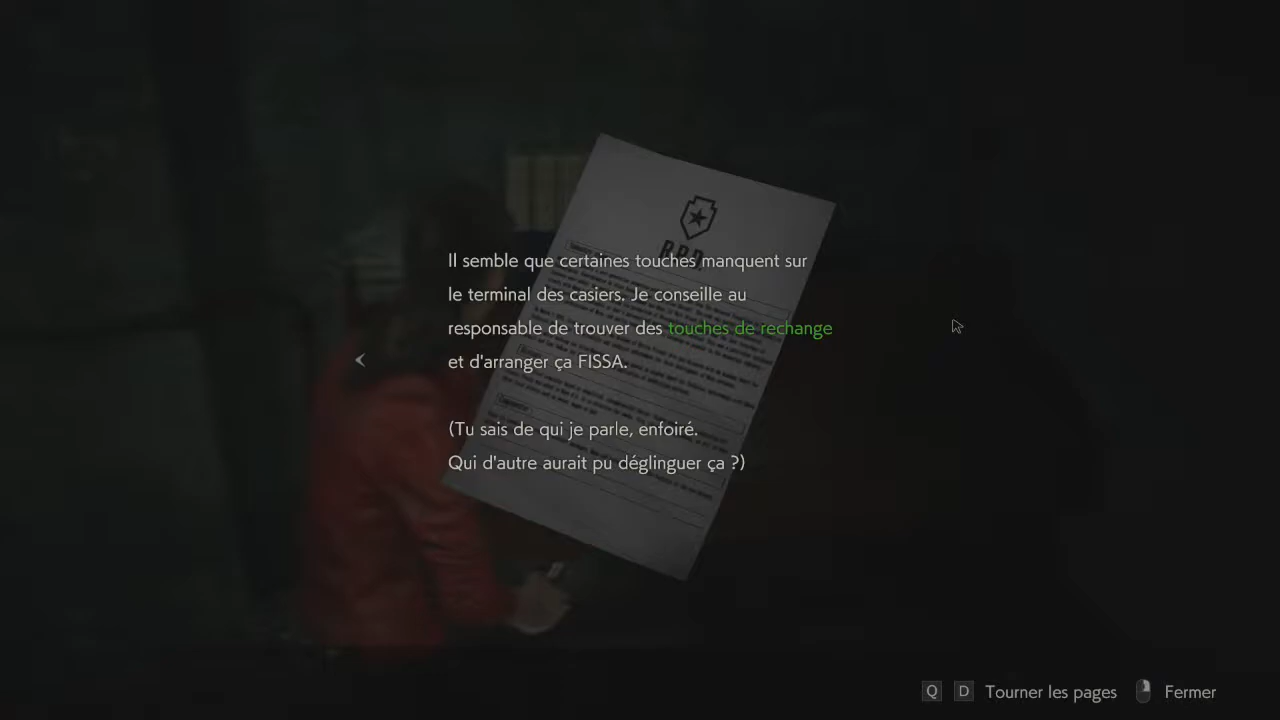 R.P.D.
Il semble que certaines touches manquent sur
le terminal des casiers. Je conseille au
responsable de trouver des touches de rechange
et d'arranger ça FISSA.
(Tu sais de qui je parle, enfoiré.
Qui d'autre aurait pu déglinguer ça ?)
Q D Tourner les pages Fermer